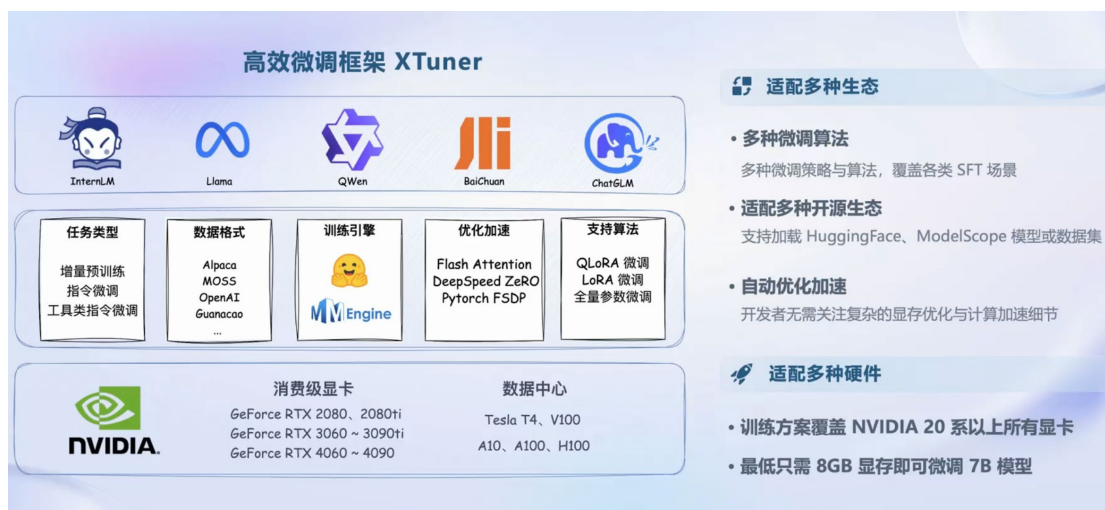 高效微调框架 XTuner
InternLM
Llama
QWen
BaiChuan
ChatGLM
任务类型
增量预训练
指令微调
工具类指令微调
数据格式
Alpaca
MOSS
OpenAI
Guanacao
...
训练引擎
MMEngine
优化加速
Flash Attention
DeepSpeed ZeRO
Pytorch FSDP
支持算法
QLoRA 微调
LoRA 微调
全量参数微调
NVIDIA.
消费级显卡
GeForce RTX 2080、2080ti
GeForce RTX 3060 ~ 3090ti
GeForce RTX 4060 ~ 4090
数据中心
Tesla T4、V100
A10、A100、H100
适配多种生态
• 多种微调算法
多种微调策略与算法，覆盖各类 SFT 场景
• 适配多种开源生态
支持加载 HuggingFace、ModelScope 模型或数据集
• 自动优化加速
开发者无需关注复杂的显存优化与计算加速细节
适配多种硬件
• 训练方案覆盖 NVIDIA 20 系以上所有显卡
• 最低只需 8GB 显存即可微调 7B 模型